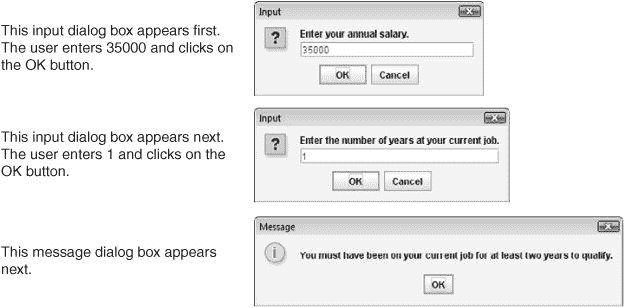 This input dialog box appears first.
The user enters 35000 and clicks on
the OK button.
Input
?
Enter your annual salary.
35000
OK Cancel
This input dialog box appears next.
The user enters 1 and clicks on the
OK button.
Input
?
Enter the number of years at your current job.
1
OK Cancel
This message dialog box appears
next.
Message
i
You must have been on your current job for at least two years to qualify.
OK